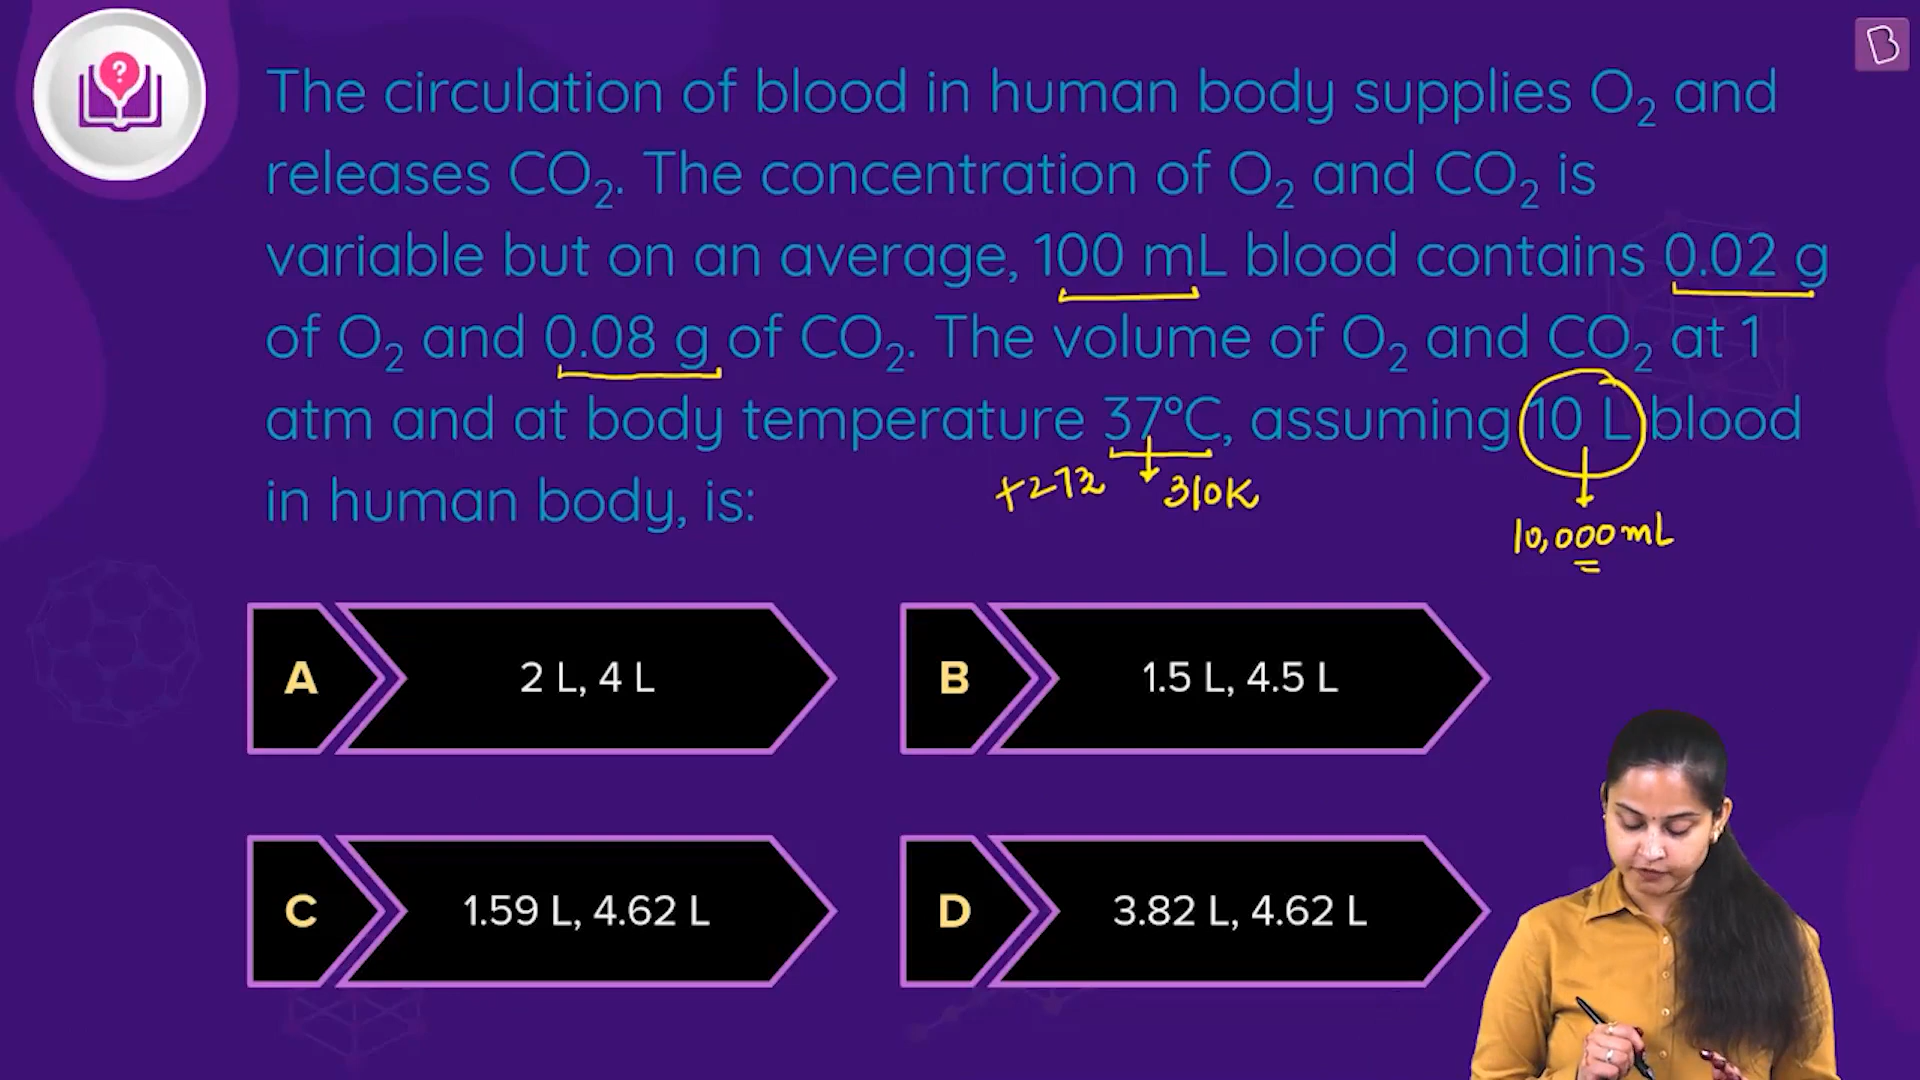 The circulation of blood in human body supplies O₂ and
releases CO₂. The concentration of O₂ and CO₂ is
variable but on an average, 100 mL blood contains 0.02 g
of O₂ and 0.08 g of CO₂. The volume of O₂ and CO₂ at 1
atm and at body temperature 37°C, assuming 10 L blood
+273 310K
in human body, is:
10,000mL
A 2 L, 4 L
B 1.5 L, 4.5 L
C 1.59 L, 4.62 L
D 3.82 L, 4.62 L
?
B